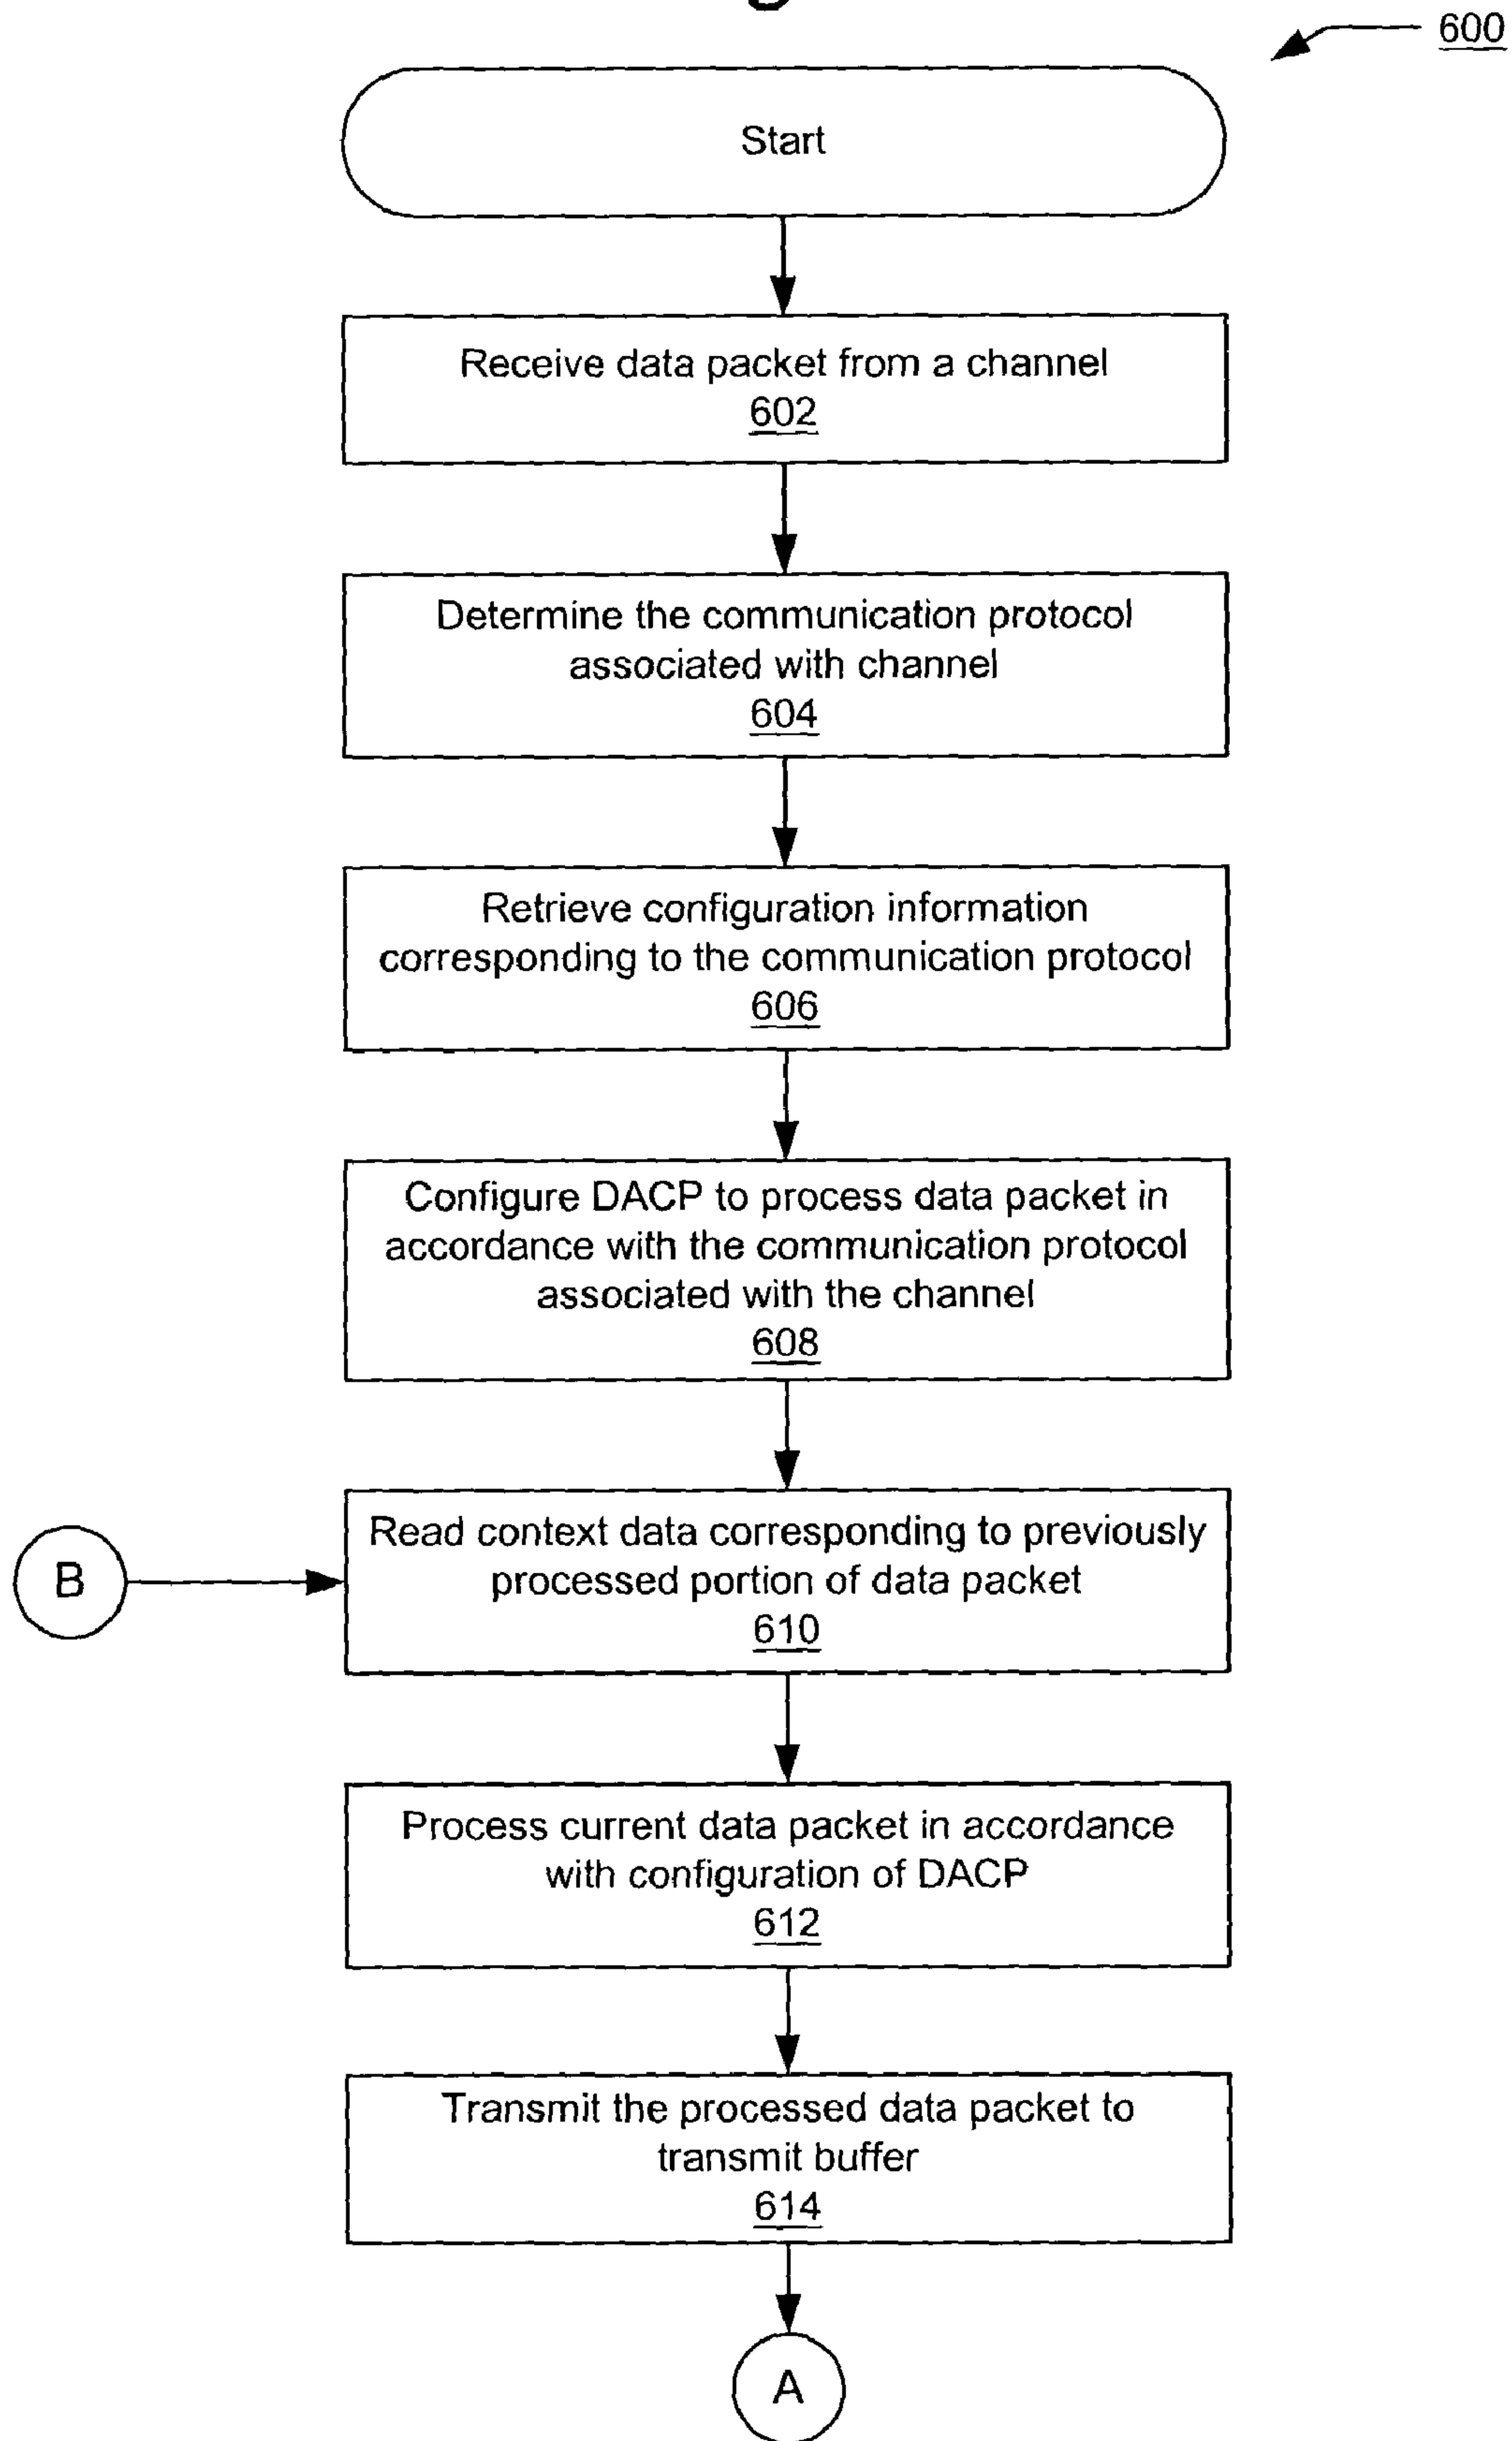 600
Start
Receive data packet from a channel
602
Determine the communication protocol
associated with channel
604
Retrieve configuration information
corresponding to the communication protocol
606
Configure DACP to process data packet in
accordance with the communication protocol
associated with the channel
608
Read context data corresponding to previously
processed portion of data packet
610
B
Process current data packet in accordance
with configuration of DACP
612
Transmit the processed data packet to
transmit buffer
614
A